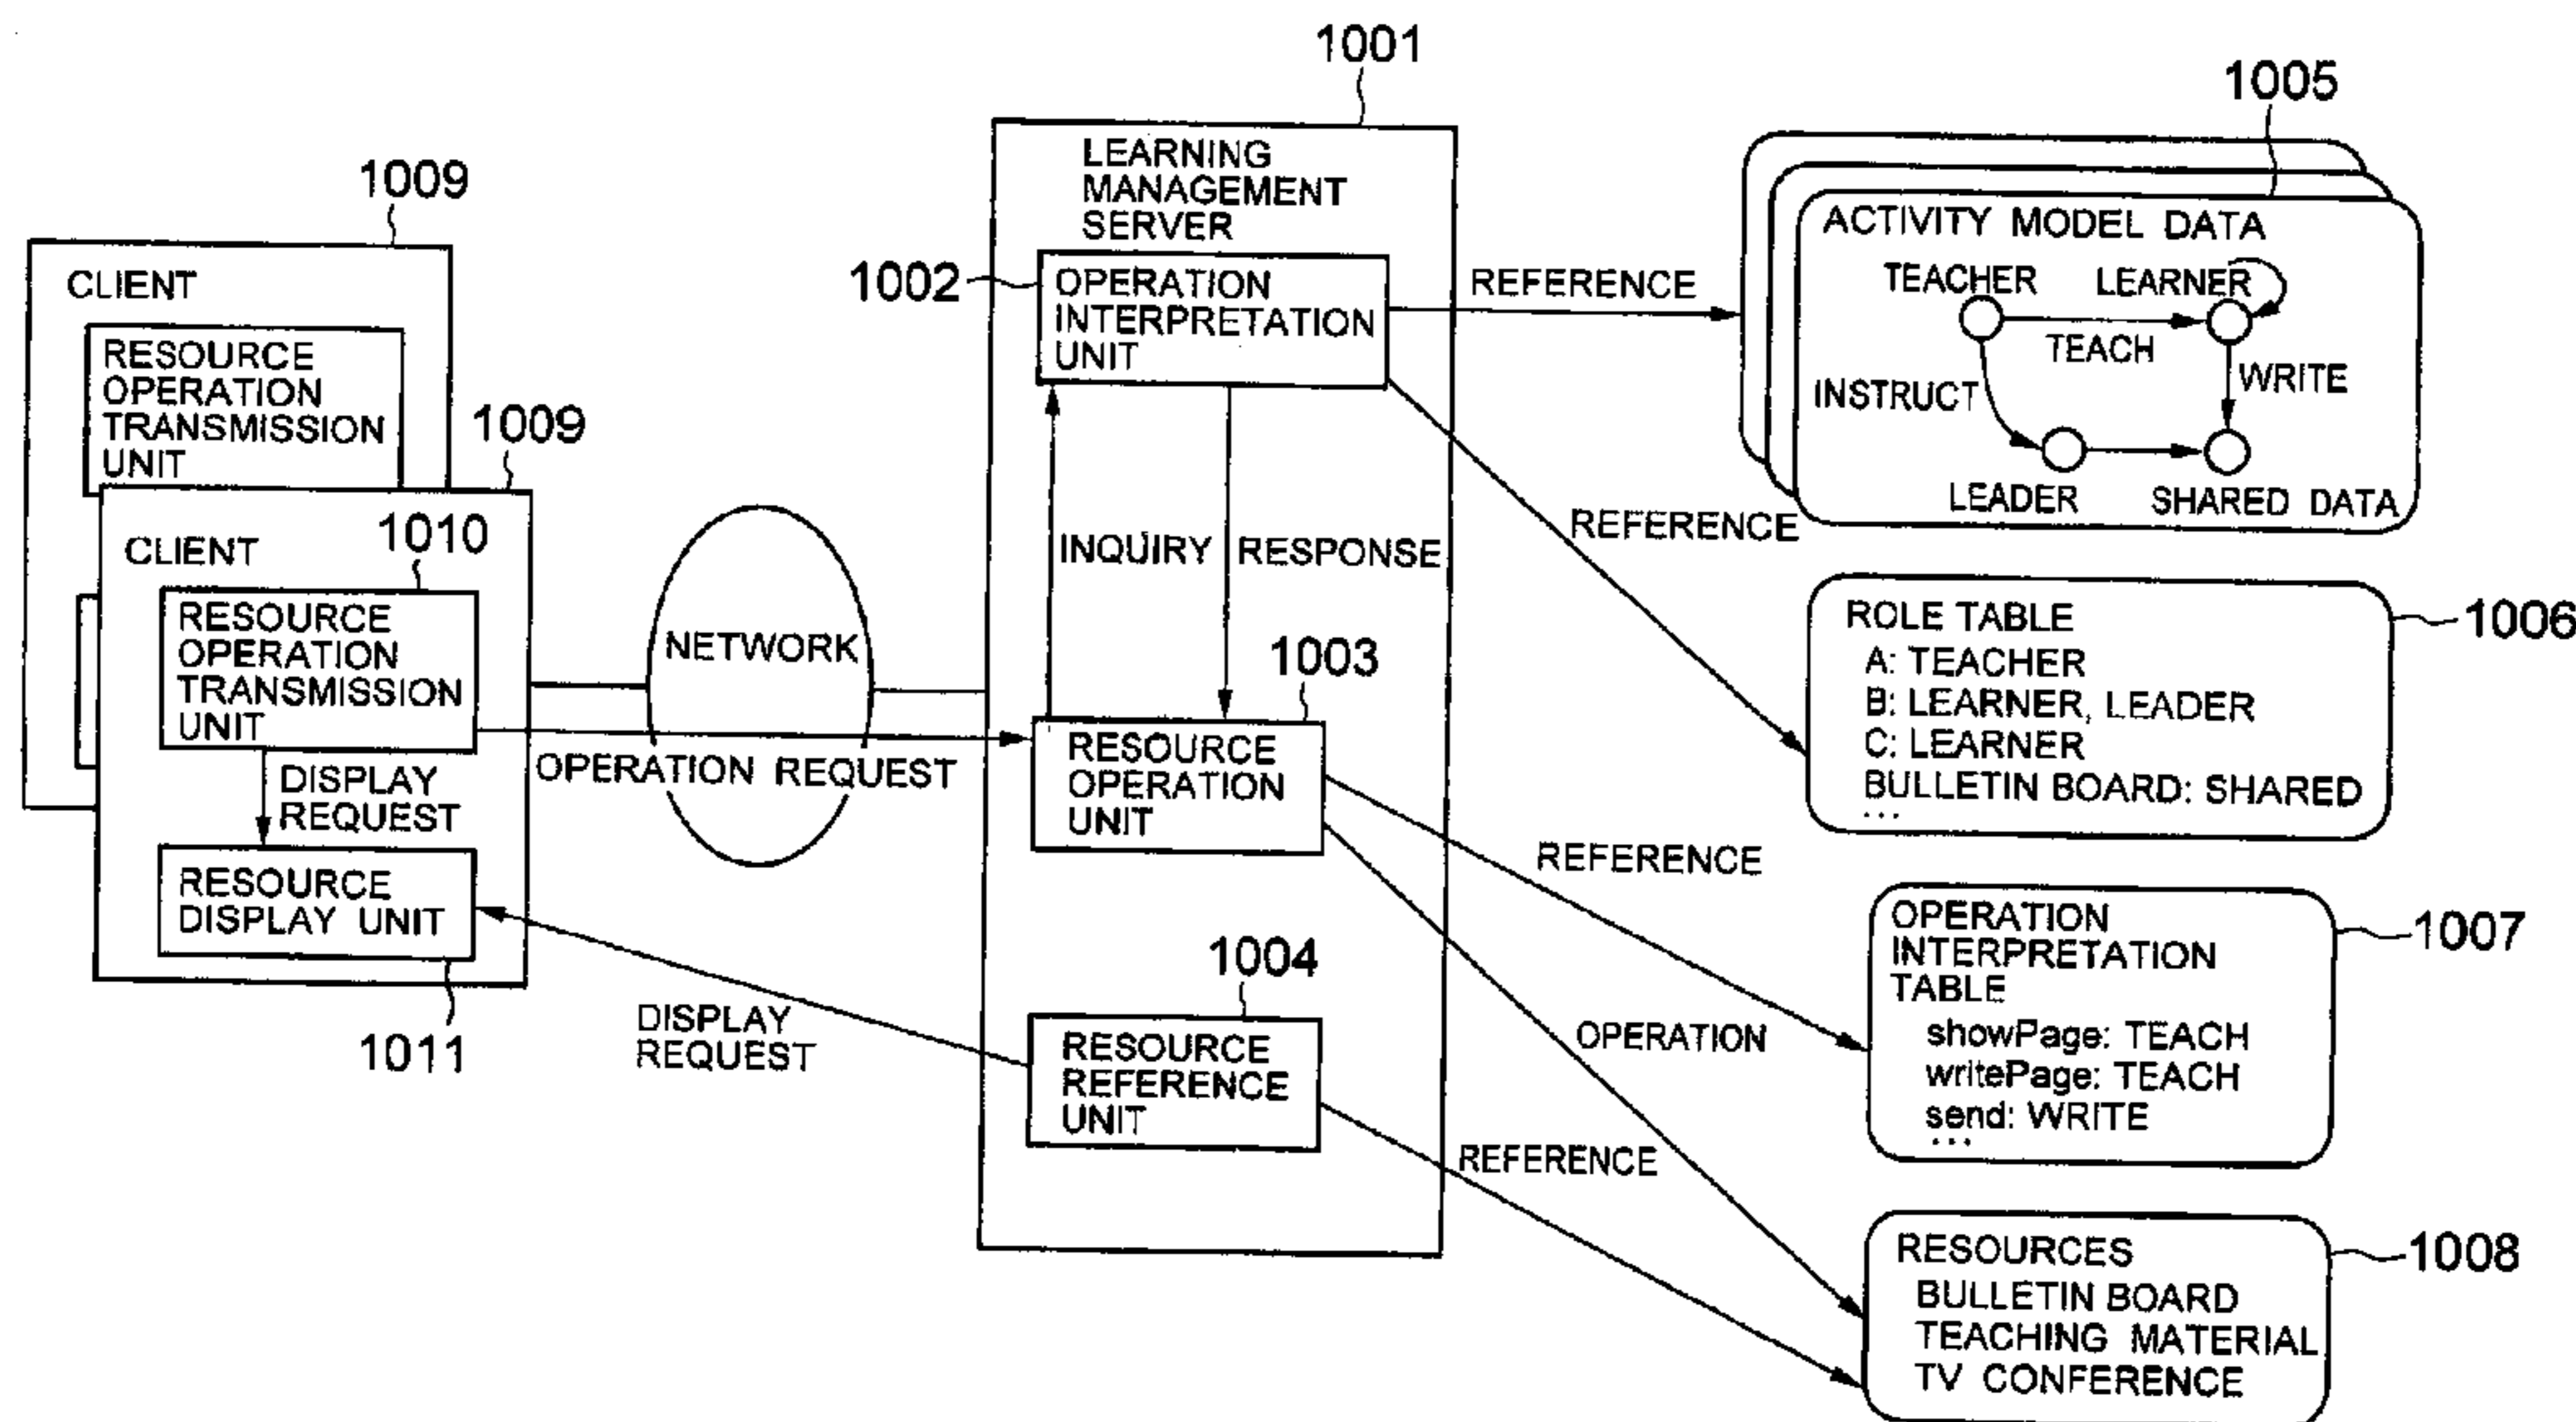 1009
CLIENT
RESOURCE
OPERATION
TRANSMISSION
UNIT
1009
CLIENT
1010
RESOURCE
OPERATION
TRANSMISSION
UNIT
DISPLAY
REQUEST
RESOURCE
DISPLAY UNIT
1011
NETWORK
OPERATION REQUEST
DISPLAY
REQUEST
1001
LEARNING
MANAGEMENT
SERVER
1002
OPERATION
INTERPRETATION
UNIT
INQUIRY
RESPONSE
1003
RESOURCE
OPERATION
UNIT
1004
RESOURCE
REFERENCE
UNIT
REFERENCE
REFERENCE
REFERENCE
OPERATION
REFERENCE
1005
ACTIVITY MODEL DATA
TEACHER
LEARNER
TEACH
INSTRUCT
WRITE
LEADER
SHARED DATA
1006
ROLE TABLE
A: TEACHER
B: LEARNER, LEADER
C: LEARNER
BULLETIN BOARD: SHARED
...
1007
OPERATION
INTERPRETATION
TABLE
showPage: TEACH
writePage: TEACH
send: WRITE
...
1008
RESOURCES
BULLETIN BOARD
TEACHING MATERIAL
TV CONFERENCE